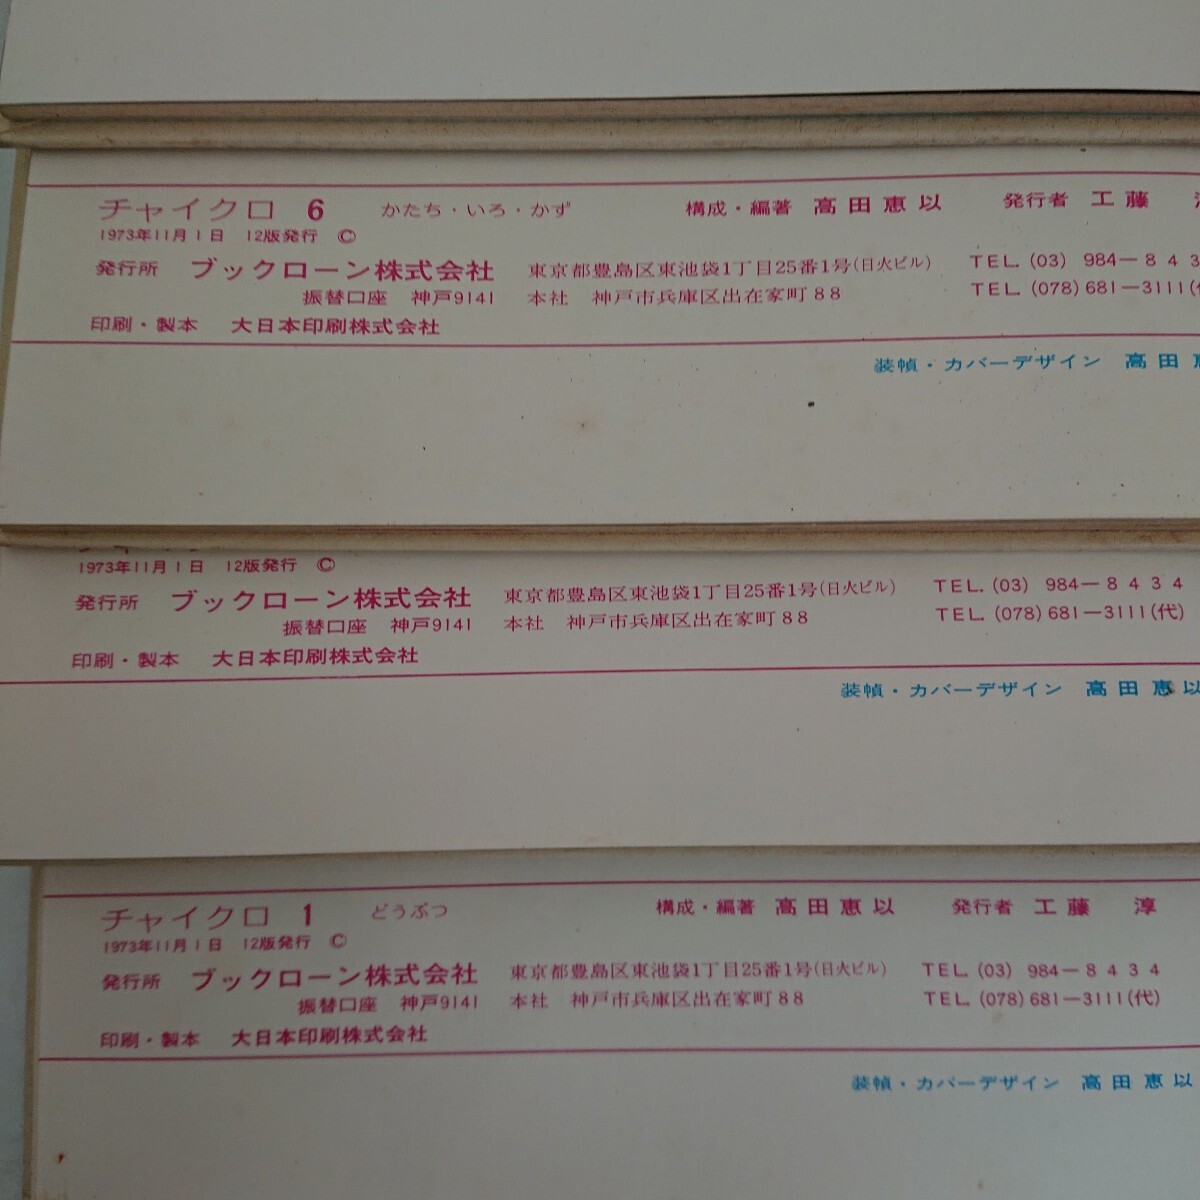 チャイクロ 6 かたち・いろ・かず 構成・編著 高田恵以 発行者 工藤
1973年11月1日 12版発行 ©
発行所 ブックローン株式会社 東京都豊島区東池袋1丁目25番1号(日火ビル) TEL. (03) 984-843
振替口座 神戸9141 本社 神戸市兵庫区出在家町88 TEL. (078)681-3111
印刷・製本 大日本印刷株式会社
装幀・カバーデザイン 高田
1973年11月1日 12版発行 ©
発行所 ブックローン株式会社 東京都豊島区東池袋1丁目25番1号(日火ビル) TEL. (03) 984-8434
振替口座 神戸9141 本社 神戸市兵庫区出在家町88 TEL. (078)681-3111(代)
印刷・製本 大日本印刷株式会社
装幀・カバーデザイン 高田恵以
チャイクロ 1 どうぶつ 構成・編著 高田恵以 発行者 工藤 淳
1973年11月1日 12版発行 ©
発行所 ブックローン株式会社 東京都豊島区東池袋1丁目25番1号(日火ビル) TEL. (03) 984-8434
振替口座 神戸9141 本社 神戸市兵庫区出在家町88 TEL. (078)681-3111(代)
印刷・製本 大日本印刷株式会社
装幀・カバーデザイン 高田恵以